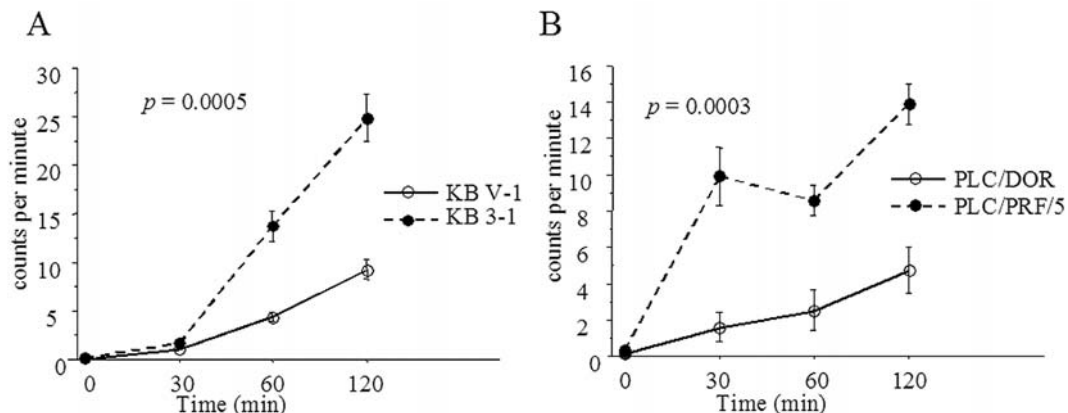 A
counts per minute
30
25
20
15
10
5
0
p = 0.0005
KB V-1
KB 3-1
0 30 60 120
Time (min)
B
counts per minute
16
14
12
10
8
6
4
2
0
p = 0.0003
PLC/DOR
PLC/PRF/5
0 30 60 120
Time (min)